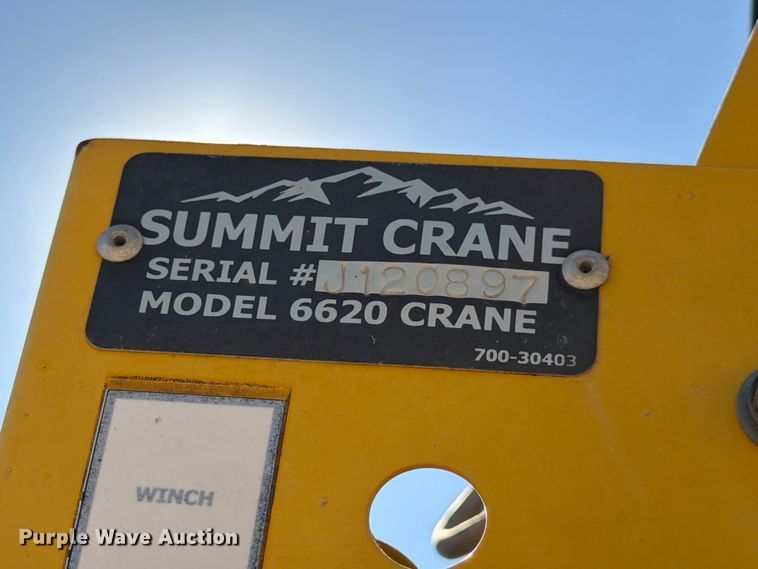 SUMMIT CRANE
SERIAL # J120897
MODEL 6620 CRANE
700-30403
WINCH
Purple Wave Auction